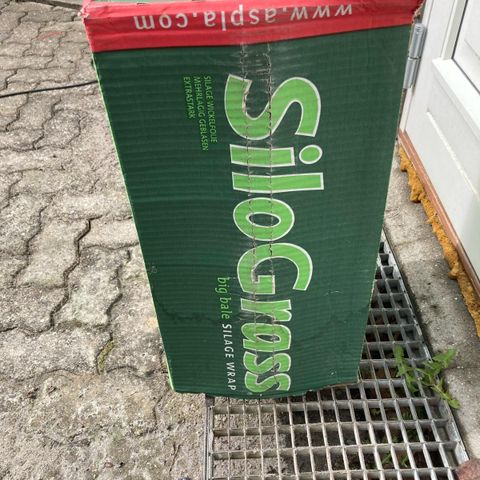 www.aspla.com
SiloGrass
big bale SILAGE WRAP
SILAGE WICKELFOLIE
MEHRLAGIG GEBLASEN
EXTRASTARK